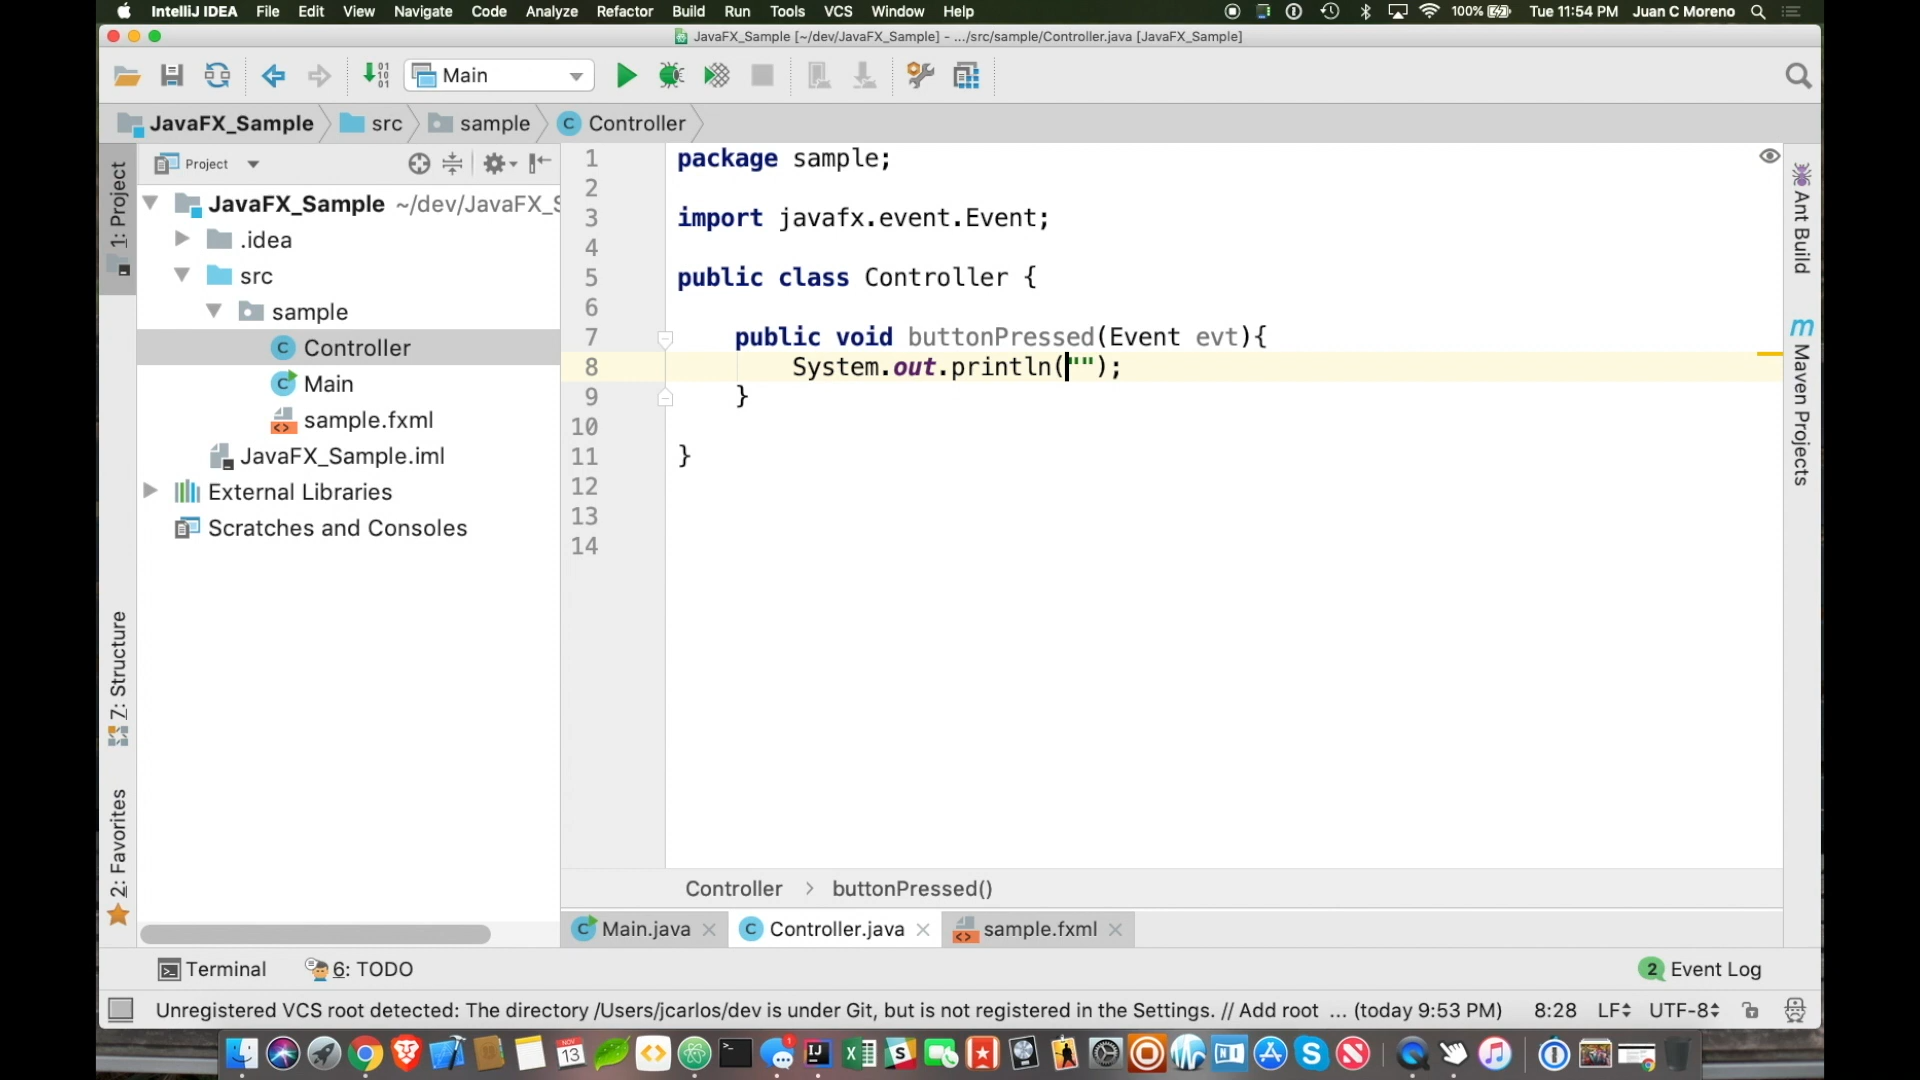 IntelliJ IDEA File Edit View Navigate Code Analyze Refactor Build Run Tools VCS Window Help 100% Tue 11:54 PM Juan C Moreno
JavaFX_Sample [~/dev/JavaFX_Sample] - .../src/sample/Controller.java [JavaFX_Sample]
Main
JavaFX_Sample src sample Controller
1: Project
Project
JavaFX_Sample ~/dev/JavaFX_S
.idea
src
sample
Controller
Main
sample.fxml
JavaFX_Sample.iml
External Libraries
Scratches and Consoles
7: Structure
2: Favorites
1 package sample;
2
3 import javafx.event.Event;
4
5 public class Controller {
6
7 public void buttonPressed(Event evt){
8 System.out.println("");
9 }
10
11 }
12
13
14
Ant Build
m Maven Projects
Controller > buttonPressed()
Main.java Controller.java sample.fxml
Terminal 6: TODO 2 Event Log
Unregistered VCS root detected: The directory /Users/jcarlos/dev is under Git, but is not registered in the Settings. // Add root ... (today 9:53 PM) 8:28 LF UTF-8